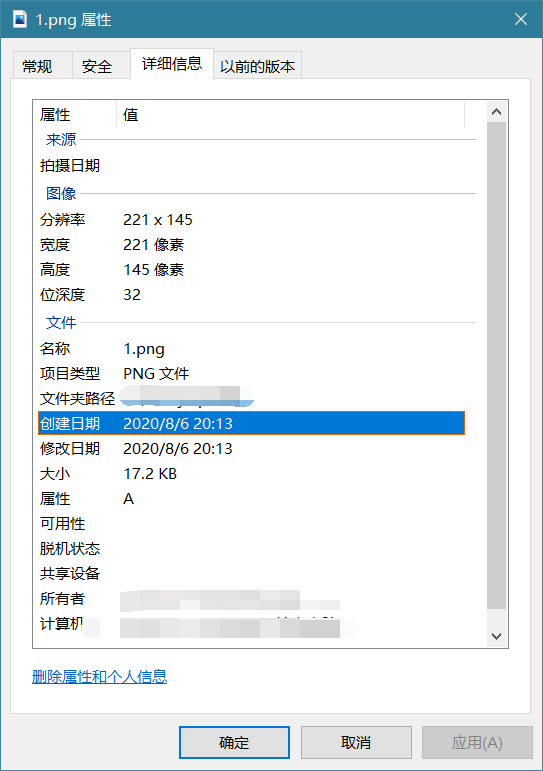 1.png 属性
常规 安全 详细信息 以前的版本
属性 值
来源
拍摄日期
图像
分辨率 221 x 145
宽度 221 像素
高度 145 像素
位深度 32
文件
名称 1.png
项目类型 PNG 文件
文件夹路径
创建日期 2020/8/6 20:13
修改日期 2020/8/6 20:13
大小 17.2 KB
属性 A
可用性
脱机状态
共享设备
所有者
计算机
删除属性和个人信息
确定 取消 应用(A)